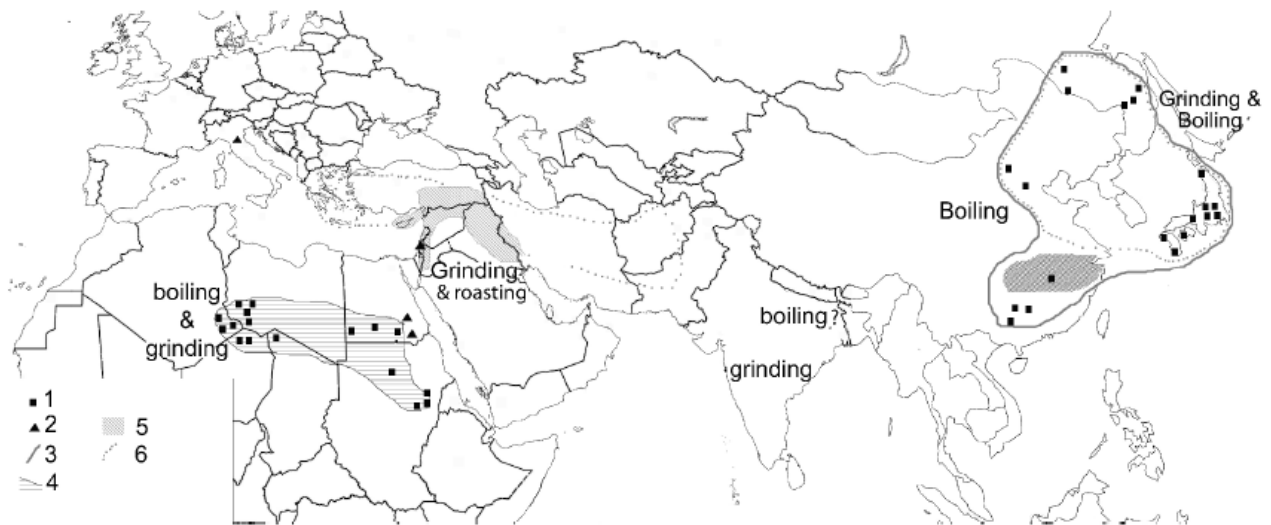 Grinding &
Boiling
Boiling
Grinding
& roasting
boiling
&
grinding
boiling?
grinding
1
2
3
4
5
6